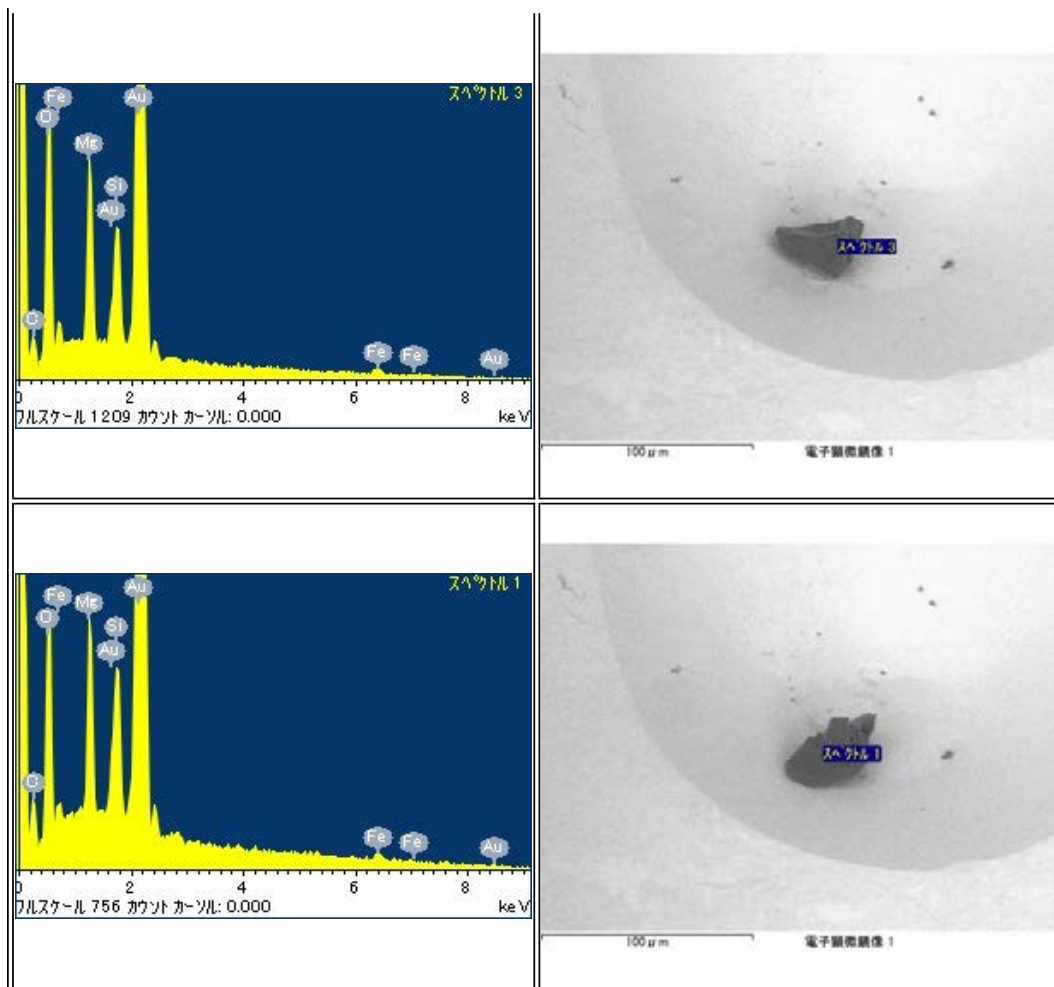 スペクトル 3
Fe
Au
O
Mg
Si
Au
C
Fe
Fe
Au
0 2 4 6 8
フルスケール 1209 カウント カーソル: 0.000 keV
スペクトル 3
100μm 電子顕微鏡像 1
スペクトル 1
Au
Fe
Mg
O
Si
Au
C
Fe
Fe
Au
0 2 4 6 8
フルスケール 756 カウント カーソル: 0.000 keV
スペクトル 1
100μm 電子顕微鏡像 1